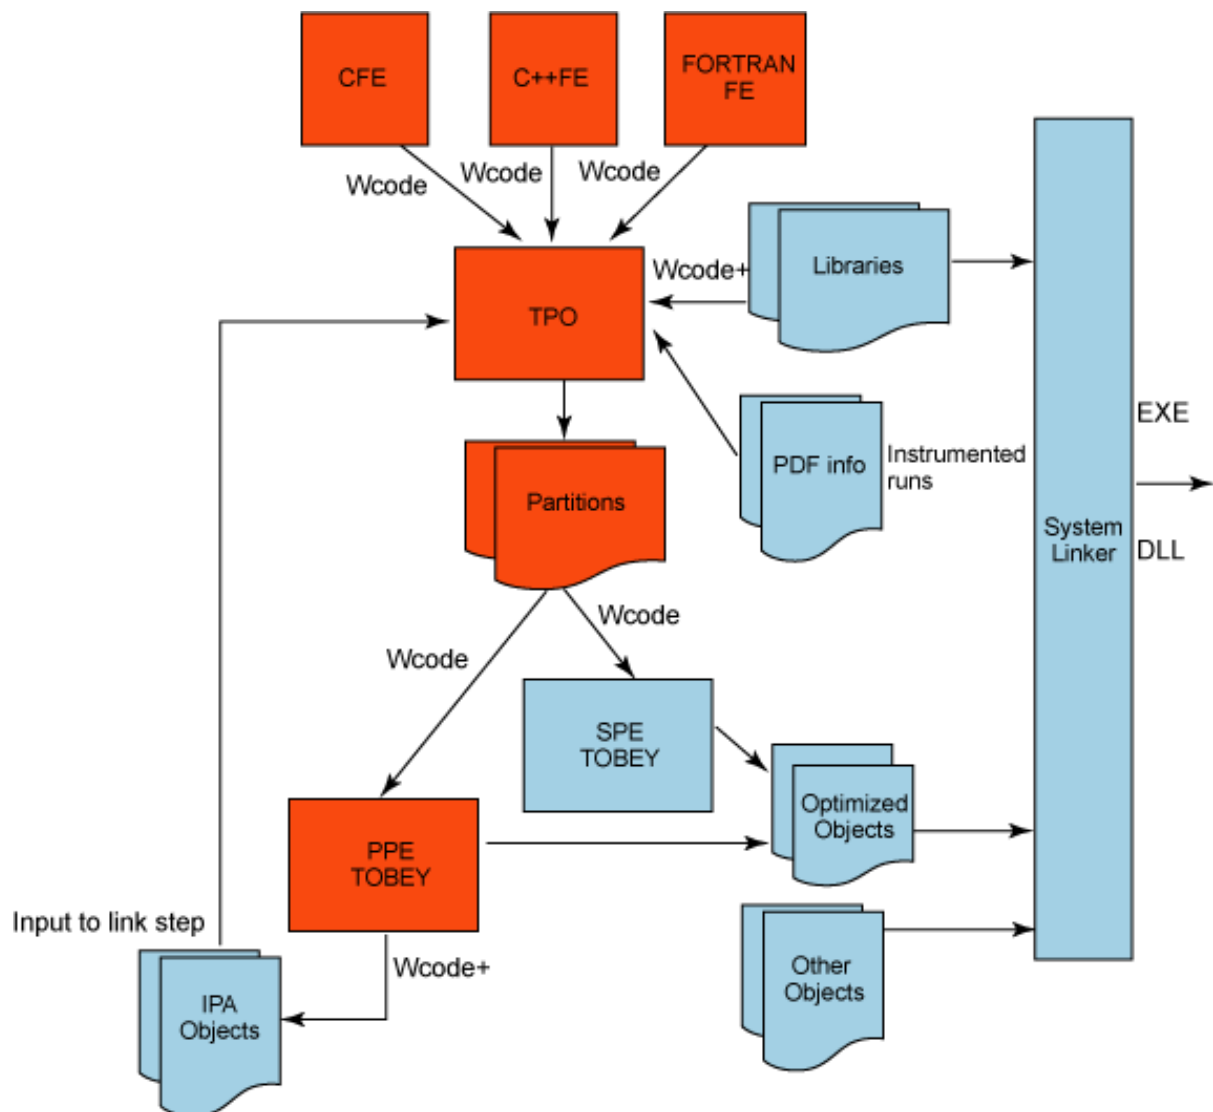 CFE
C++FE
FORTRAN
FE
Wcode
Wcode
Wcode
Libraries
Wcode+
TPO
EXE
PDF info
Instrumented
runs
Partitions
System
Linker
DLL
Wcode
Wcode
SPE
TOBEY
Optimized
Objects
PPE
TOBEY
Input to link step
Wcode+
Other
Objects
IPA
Objects